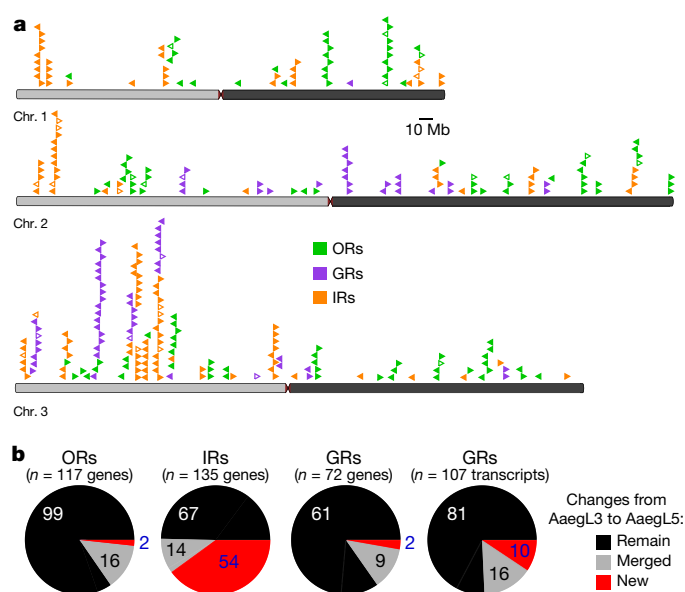 a
Chr. 1
10 Mb
Chr. 2
ORs
GRs
IRs
Chr. 3
b
ORs
(n = 117 genes)
99
16
2
IRs
(n = 135 genes)
67
14
54
GRs
(n = 72 genes)
61
9
2
GRs
(n = 107 transcripts)
81
16
10
Changes from
AaegL3 to AaegL5:
Remain
Merged
New